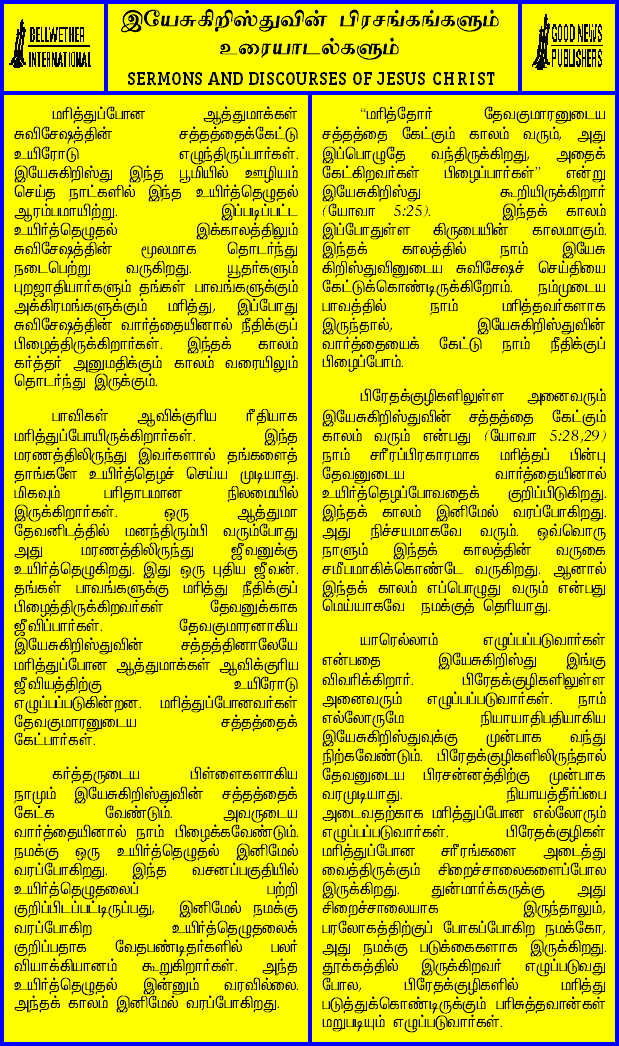 BELLWETHER
INTERNATIONAL
இயேசுகிறிஸ்துவின் பிரசங்கங்களும்
உரையாடல்களும்
SERMONS AND DISCOURSES OF JESUS CHRIST
GOOD NEWS
PUBLISHERS
மரித்துப்போன ஆத்துமாக்கள்
சுவிசேஷத்தின் சத்தத்தைக்கேட்டு
உயிரோடு எழுந்திருப்பார்கள்.
இயேசுகிறிஸ்து இந்த பூமியில் ஊழியம்
செய்த நாட்களில் இந்த உயிர்த்தெழுதல்
ஆரம்பமாயிற்று. இப்படிப்பட்ட
உயிர்த்தெழுதல் இக்காலத்திலும்
சுவிசேஷத்தின் மூலமாக தொடர்ந்து
நடைபெற்று வருகிறது. யூதர்களும்
புறஜாதியார்களும் தங்கள் பாவங்களுக்கும்
அக்கிரமங்களுக்கும் மரித்து, இப்போது
சுவிசேஷத்தின் வார்த்தையினால் நீதிக்குப்
பிழைத்திருக்கிறார்கள். இந்தக் காலம்
கர்த்தர் அனுமதிக்கும் காலம் வரையிலும்
தொடர்ந்து இருக்கும்.
பாவிகள் ஆவிக்குரிய ரீதியாக
மரித்துப்போயிருக்கிறார்கள். இந்த
மரணத்திலிருந்து இவர்களால் தங்களைத்
தாங்களே உயிர்த்தெழச் செய்ய முடியாது.
மிகவும் பரிதாபமான நிலமையில்
இருக்கிறார்கள். ஒரு ஆத்துமா
தேவனிடத்தில் மனந்திரும்பி வரும்போது
அது மரணத்திலிருந்து ஜீவனுக்கு
உயிர்த்தெழுகிறது. இது ஒரு புதிய ஜீவன்.
தங்கள் பாவங்களுக்கு மரித்து நீதிக்குப்
பிழைத்திருக்கிறவர்கள் தேவனுக்காக
ஜீவிப்பார்கள். தேவகுமாரனாகிய
இயேசுகிறிஸ்துவின் சத்தத்தினாலேயே
மரித்துப்போன ஆத்துமாக்கள் ஆவிக்குரிய
ஜீவியத்திற்கு உயிரோடு
எழுப்பப்படுகின்றன. மரித்துப்போனவர்கள்
தேவகுமாரனுடைய சத்தத்தைக்
கேட்பார்கள்.
கர்த்தருடைய பிள்ளைகளாகிய
நாமும் இயேசுகிறிஸ்துவின் சத்தத்தைக்
கேட்க வேண்டும். அவருடைய
வார்த்தையினால் நாம் பிழைக்கவேண்டும்.
நமக்கு ஒரு உயிர்த்தெழுதல் இனிமேல்
வரப்போகிறது. இந்த வசனப்பகுதியில்
உயிர்த்தெழுதலைப் பற்றி
குறிப்பிடப்பட்டிருப்பது, இனிமேல் நமக்கு
வரப்போகிற உயிர்த்தெழுதலைக்
குறிப்பதாக வேதபண்டிதர்களில் பலர்
வியாக்கியானம் கூறுகிறார்கள். அந்த
உயிர்த்தெழுதல் இன்னும் வரவில்லை.
அந்தக் காலம் இனிமேல் வரப்போகிறது.
“மரித்தோர் தேவகுமாரனுடைய
சத்தத்தை கேட்கும் காலம் வரும், அது
இப்பொழுதே வந்திருக்கிறது, அதைக்
கேட்கிறவர்கள் பிழைப்பார்கள்” என்று
இயேசுகிறிஸ்து கூறியிருக்கிறார்
(யோவா 5:25). இந்தக் காலம்
இப்போதுள்ள கிருபையின் காலமாகும்.
இந்தக் காலத்தில் நாம் இயேசு
கிறிஸ்துவினுடைய சுவிசேஷச் செய்தியை
கேட்டுக்கொண்டிருக்கிறோம். நம்முடைய
பாவத்தில் நாம் மரித்தவர்களாக
இருந்தால், இயேசுகிறிஸ்துவின்
வார்த்தையைக் கேட்டு நாம் நீதிக்குப்
பிழைப்போம்.
பிரேதக்குழிகளிலுள்ள அனைவரும்
இயேசுகிறிஸ்துவின் சத்தத்தை கேட்கும்
காலம் வரும் என்பது (யோவா 5:28,29)
நாம் சரீரப்பிரகாரமாக மரித்தப் பின்பு
தேவனுடைய வார்த்தையினால்
உயிர்த்தெழப்போவதைக் குறிப்பிடுகிறது.
இந்தக் காலம் இனிமேல் வரப்போகிறது.
அது நிச்சயமாகவே வரும். ஒவ்வொரு
நாளும் இந்தக் காலத்தின் வருகை
சமீபமாகிக்கொண்டே வருகிறது. ஆனால்
இந்தக் காலம் எப்பொழுது வரும் என்பது
மெய்யாகவே நமக்குத் தெரியாது.
யாரெல்லாம் எழுப்பப்படுவார்கள்
என்பதை இயேசுகிறிஸ்து இங்கு
விவரிக்கிறார். பிரேதக்குழிகளிலுள்ள
அனைவரும் எழுப்பப்படுவார்கள். நாம்
எல்லோருமே நியாயாதிபதியாகிய
இயேசுகிறிஸ்துவுக்கு முன்பாக வந்து
நிற்கவேண்டும். பிரேதக்குழிகளிலிருந்தால்
தேவனுடைய பிரசன்னத்திற்கு முன்பாக
வரமுடியாது. நியாயத்தீர்ப்பை
அடைவதற்காக மரித்துப்போன எல்லோரும்
எழுப்பப்படுவார்கள். பிரேதக்குழிகள்
மரித்துப்போன சரீரங்களை அடைத்து
வைத்திருக்கும் சிறைச்சாலைகளைப்போல
இருக்கிறது. துன்மார்க்கருக்கு அது
சிறைச்சாலையாக இருந்தாலும்,
பரலோகத்திற்குப் போகப்போகிற நமக்கோ,
அது நமக்கு படுக்கைகளாக இருக்கிறது.
தூக்கத்தில் இருக்கிறவர் எழுப்படுவது
போல, பிரேதக்குழிகளில் மரித்து
படுத்துக்கொண்டிருக்கும் பரிசுத்தவான்கள்
மறுபடியும் எழுப்படுவார்கள்.